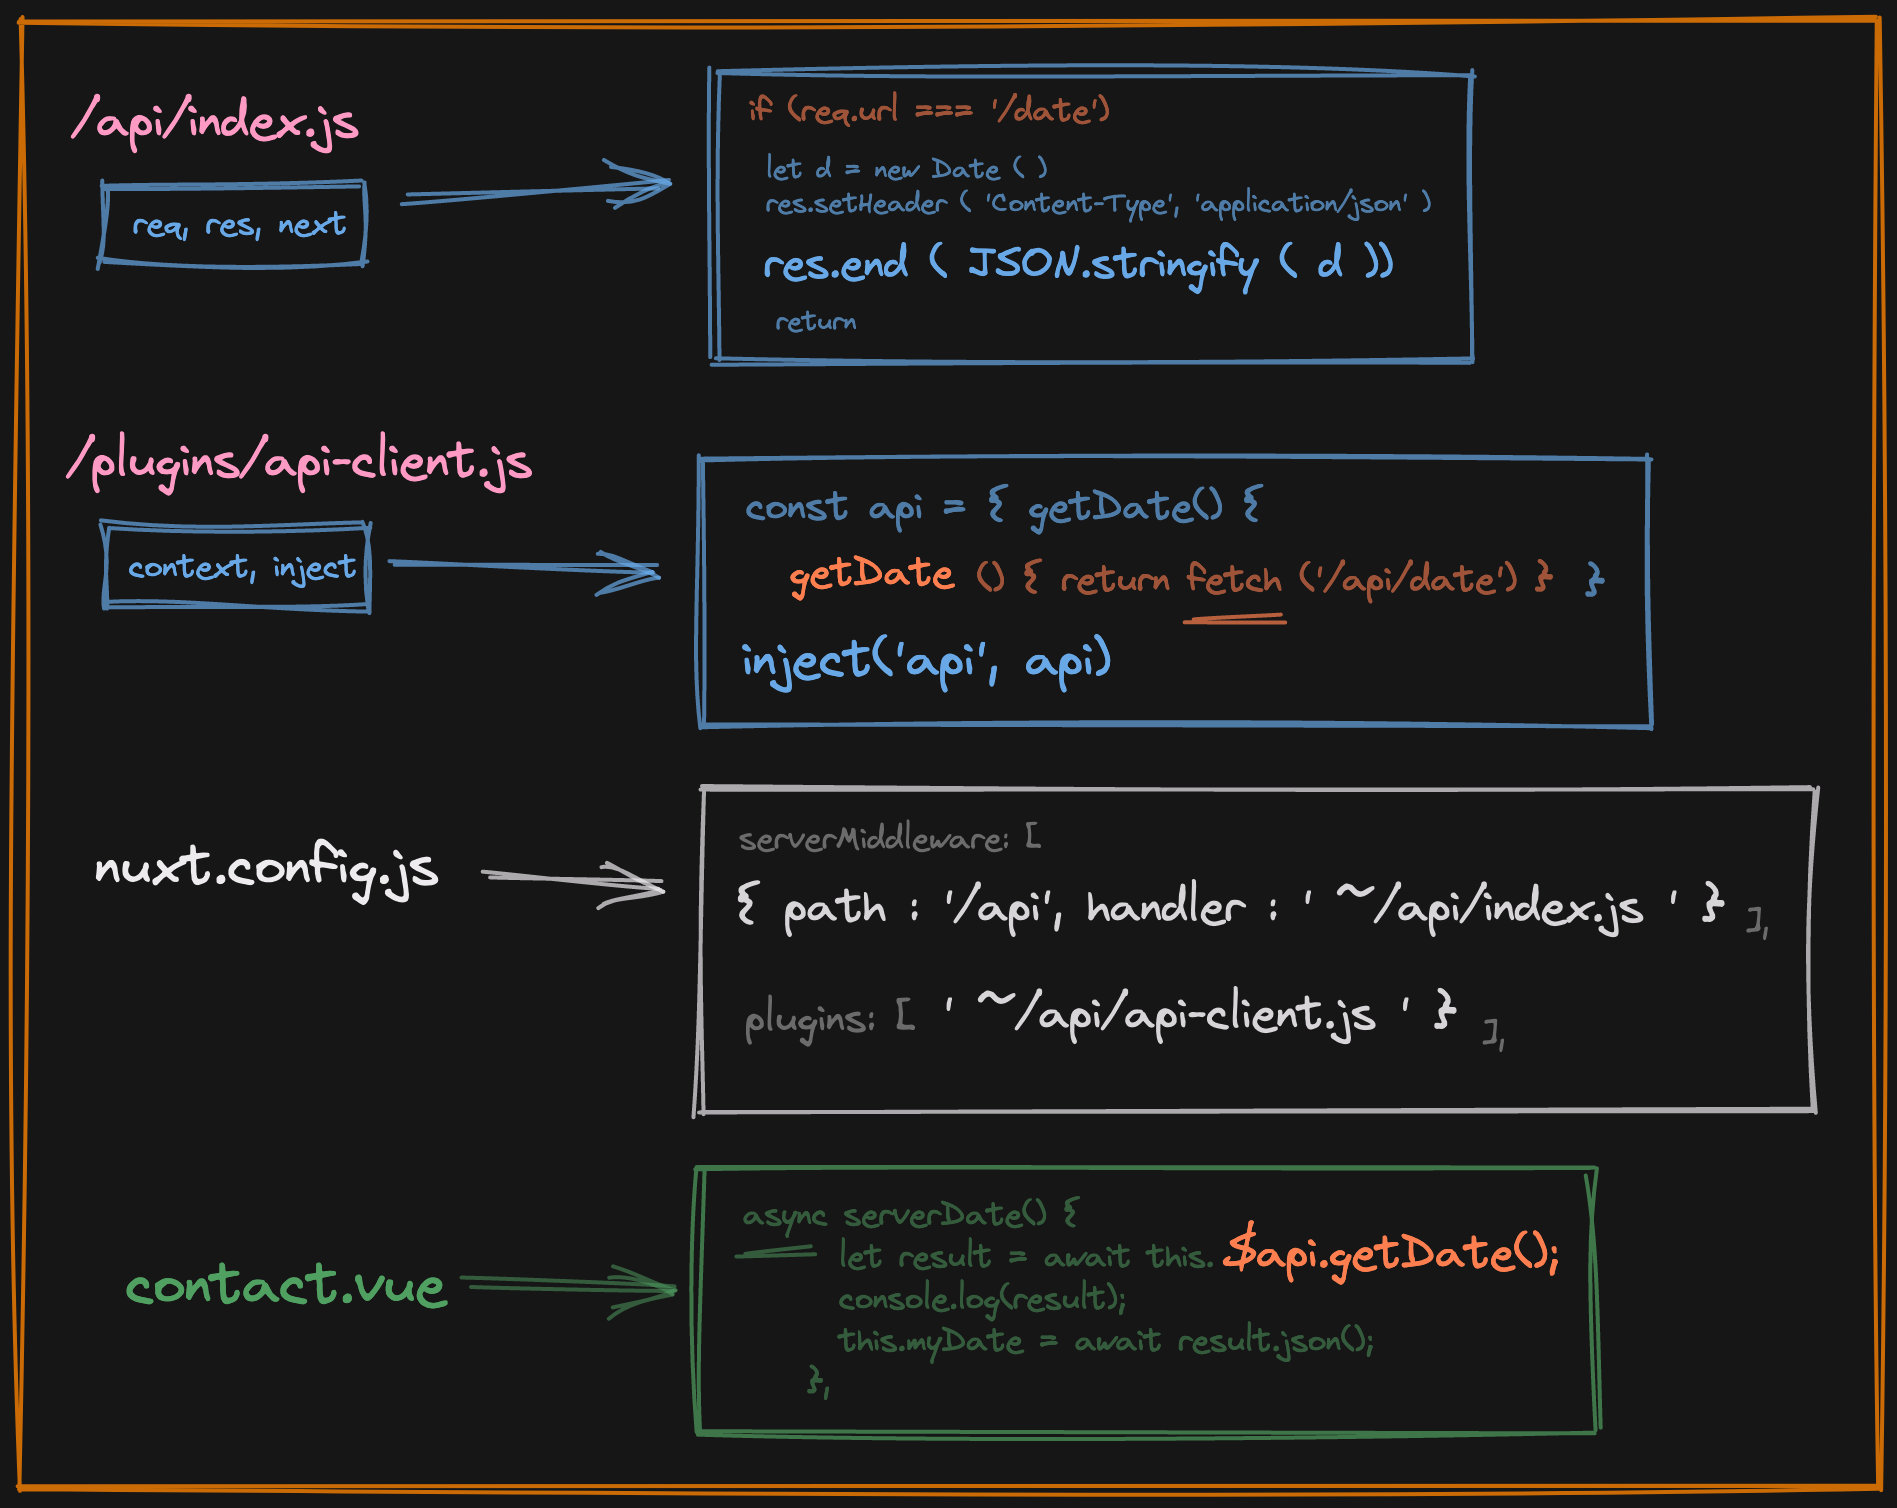 /api/index.js
req, res, next
if (req.url === '/date')
let d = new Date ( )
res.setHeader ( 'Content-Type', 'application/json' )
res.end ( JSON.stringify ( d ))
return
/plugins/api-client.js
context, inject
const api = { getDate() {
getDate () { return fetch ('/api/date') } }
inject('api', api)
nuxt.config.js
serverMiddleware: [
{ path : '/api', handler : ' ~/api/index.js ' } ],
plugins: [ ' ~/api/api-client.js ' } ],
contact.vue
async serverDate() {
let result = await this. $api.getDate();
console.log(result);
this.myDate = await result.json();
},